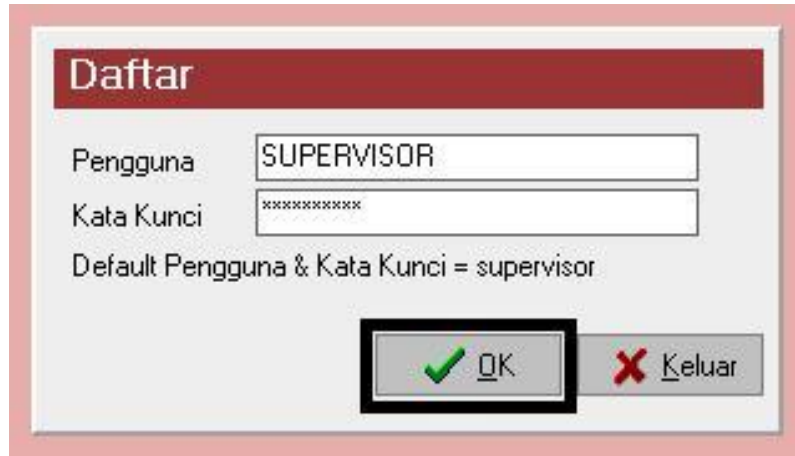 Daftar
Pengguna SUPERVISOR
Kata Kunci **********
Default Pengguna & Kata Kunci = supervisor
OK Keluar